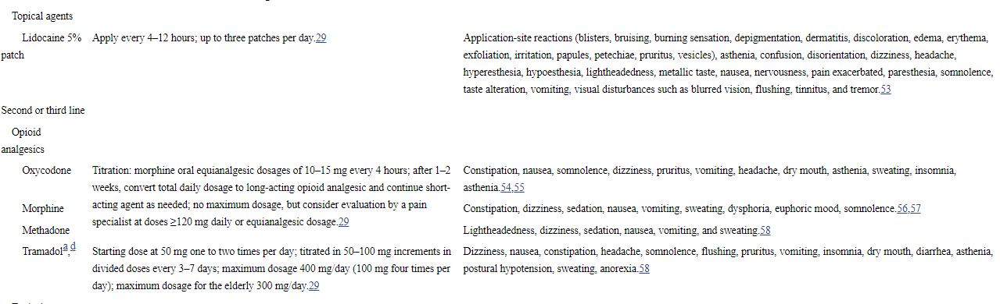 Topical agents
Lidocaine 5% patch
Apply every 4–12 hours; up to three patches per day.29
Application-site reactions (blisters, bruising, burning sensation, depigmentation, dermatitis, discoloration, edema, erythema,
exfoliation, irritation, papules, petechiae, pruritus, vesicles), asthenia, confusion, disorientation, dizziness, headache,
hyperesthesia, hypoesthesia, lightheadedness, metallic taste, nausea, nervousness, pain exacerbated, paresthesia, somnolence,
taste alteration, vomiting, visual disturbances such as blurred vision, flushing, tinnitus, and tremor.53
Second or third line
Opioid
analgesics
Oxycodone
Titration: morphine oral equianalgesic dosages of 10–15 mg every 4 hours; after 1–2
weeks, convert total daily dosage to long-acting opioid analgesic and continue short-
acting agent as needed; no maximum dosage, but consider evaluation by a pain
specialist at doses ≥120 mg daily or equianalgesic dosage.29
Constipation, nausea, somnolence, dizziness, pruritus, vomiting, headache, dry mouth, asthenia, sweating, insomnia,
asthenia.54,55
Morphine
Constipation, dizziness, sedation, nausea, vomiting, sweating, dysphoria, euphoric mood, somnolence.56,57
Methadone
Lightheadedness, dizziness, sedation, nausea, vomiting, and sweating.58
Tramadola,d
Starting dose at 50 mg one to two times per day; titrated in 50–100 mg increments in
divided doses every 3–7 days; maximum dosage 400 mg/day (100 mg four times per
day); maximum dosage for the elderly 300 mg/day.29
Dizziness, nausea, constipation, headache, somnolence, flushing, pruritus, vomiting, insomnia, dry mouth, diarrhea, asthenia,
postural hypotension, sweating, anorexia.58